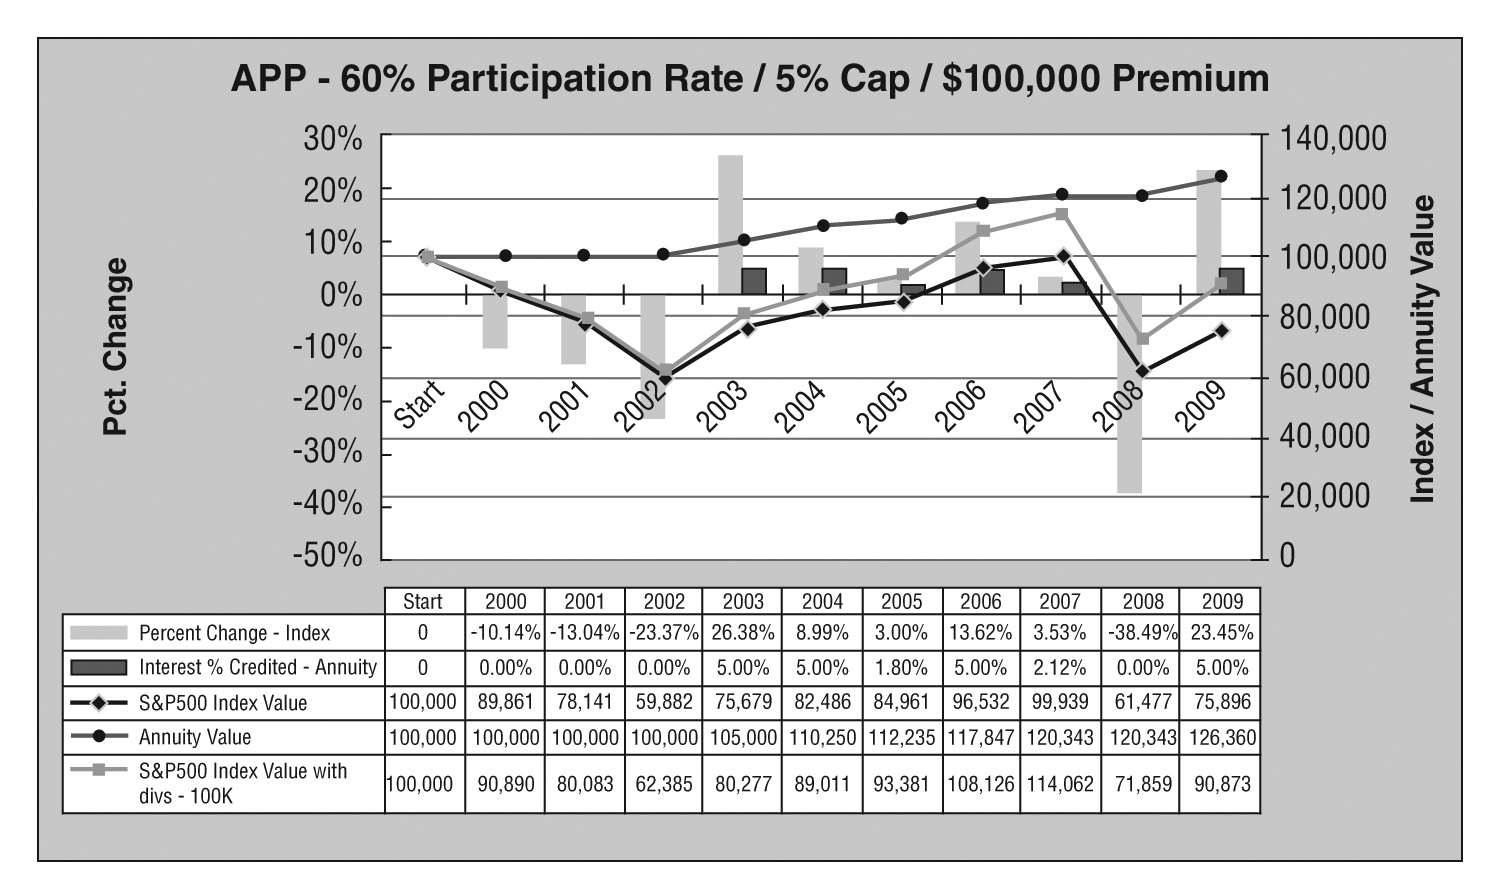 APP - 60% Participation Rate / 5% Cap / $100,000 Premium
Pct. Change
30%
20%
10%
0%
-10%
-20%
-30%
-40%
-50%
140,000
120,000
100,000
80,000
60,000
40,000
20,000
0
Index / Annuity Value
Start 2000 2001 2002 2003 2004 2005 2006 2007 2008 2009
Start 2000 2001 2002 2003 2004 2005 2006 2007 2008 2009
Percent Change - Index 0 -10.14% -13.04% -23.37% 26.38% 8.99% 3.00% 13.62% 3.53% -38.49% 23.45%
Interest % Credited - Annuity 0 0.00% 0.00% 0.00% 5.00% 5.00% 1.80% 5.00% 2.12% 0.00% 5.00%
S&P500 Index Value 100,000 89,861 78,141 59,882 75,679 82,486 84,961 96,532 99,939 61,477 75,896
Annuity Value 100,000 100,000 100,000 100,000 105,000 110,250 112,235 117,847 120,343 120,343 126,360
S&P500 Index Value with
divs - 100K 100,000 90,890 80,083 62,385 80,277 89,011 93,381 108,126 114,062 71,859 90,873